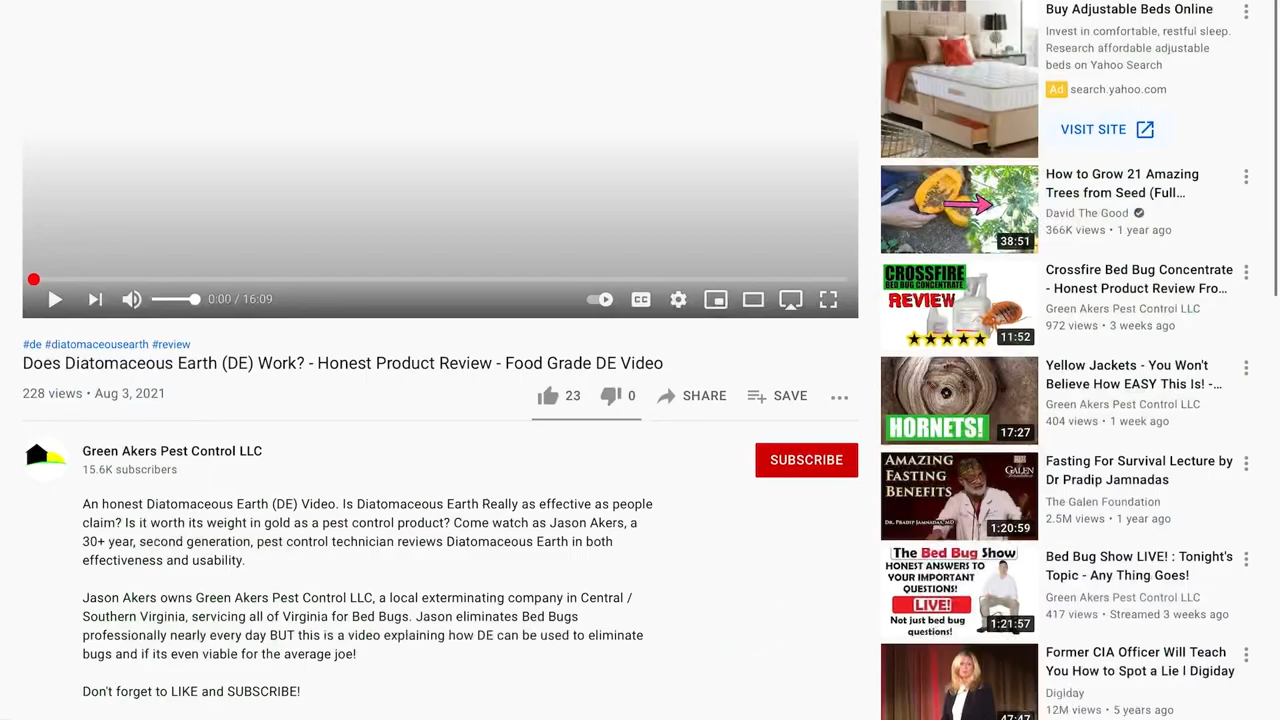 0:00 / 16:09
CC
#de #diatomaceousearth #review
Does Diatomaceous Earth (DE) Work? - Honest Product Review - Food Grade DE Video
228 views • Aug 3, 2021
23
0
SHARE
SAVE
Green Akers Pest Control LLC
15.6K subscribers
SUBSCRIBE
An honest Diatomaceous Earth (DE) Video. Is Diatomaceous Earth Really as effective as people
claim? Is it worth its weight in gold as a pest control product? Come watch as Jason Akers, a
30+ year, second generation, pest control technician reviews Diatomaceous Earth in both
effectiveness and usability.
Jason Akers owns Green Akers Pest Control LLC, a local exterminating company in Central /
Southern Virginia, servicing all of Virginia for Bed Bugs. Jason eliminates Bed Bugs
professionally nearly every day BUT this is a video explaining how DE can be used to eliminate
bugs and if its even viable for the average joe!
Don't forget to LIKE and SUBSCRIBE!
Buy Adjustable Beds Online
Invest in comfortable, restful sleep.
Research affordable adjustable
beds on Yahoo Search
Ad search.yahoo.com
VISIT SITE
38:51
How to Grow 21 Amazing
Trees from Seed (Full...
David The Good
366K views • 1 year ago
CROSSFIRE
BED BUG CONCENTRATE
REVIEW
11:52
Crossfire Bed Bug Concentrate
- Honest Product Review Fro...
Green Akers Pest Control LLC
972 views • 3 weeks ago
HORNETS!
17:27
Yellow Jackets - You Won't
Believe How EASY This Is! -...
Green Akers Pest Control LLC
404 views • 1 week ago
AMAZING
FASTING
BENEFITS
GALEN
DR. PRADIP JAMNADAS, MD
1:20:59
Fasting For Survival Lecture by
Dr Pradip Jamnadas
The Galen Foundation
2.5M views • 1 year ago
The Bed Bug Show
HONEST ANSWERS TO
YOUR IMPORTANT
QUESTIONS!
LIVE!
Not just bed bug
questions!
1:21:57
Bed Bug Show LIVE! : Tonight's
Topic - Any Thing Goes!
Green Akers Pest Control LLC
417 views • Streamed 3 weeks ago
47:47
Former CIA Officer Will Teach
You How to Spot a Lie l Digiday
Digiday
12M views • 5 years ago